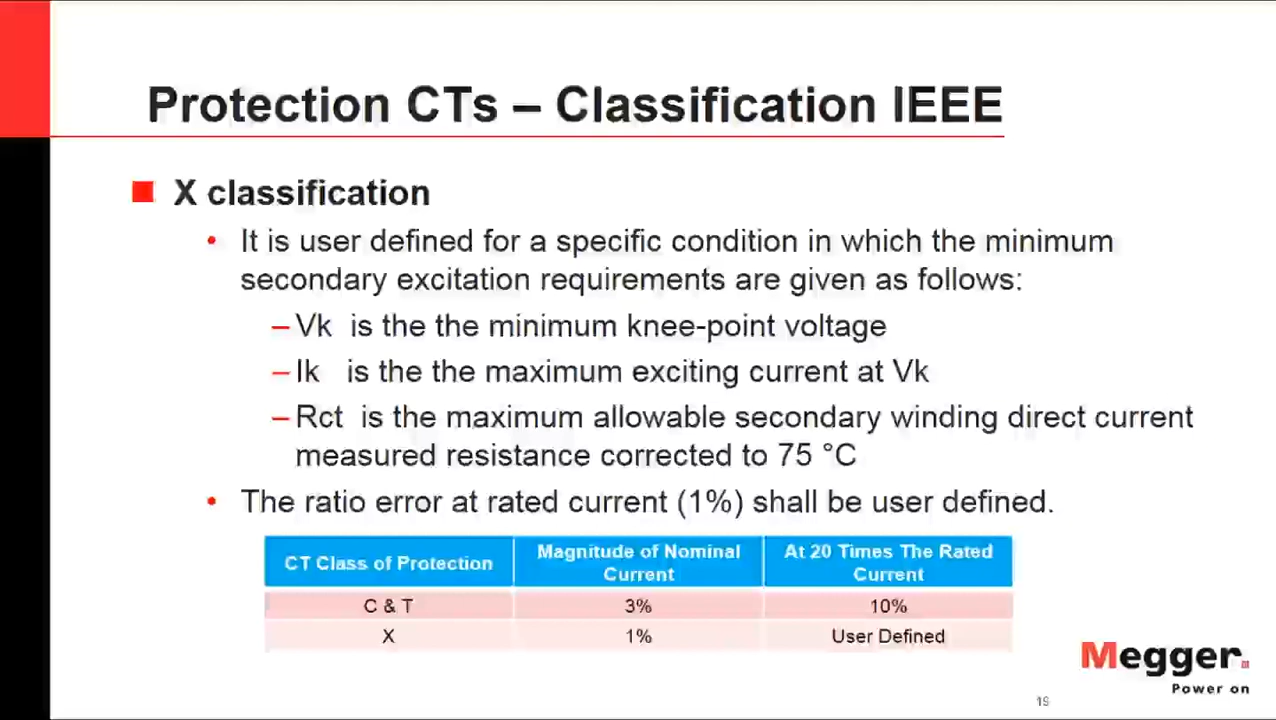 Protection CTs – Classification IEEE
X classification
• It is user defined for a specific condition in which the minimum
secondary excitation requirements are given as follows:
– Vk is the the minimum knee-point voltage
– Ik is the the maximum exciting current at Vk
– Rct is the maximum allowable secondary winding direct current
measured resistance corrected to 75 °C
• The ratio error at rated current (1%) shall be user defined.
CT Class of Protection
Magnitude of Nominal
Current
At 20 Times The Rated
Current
C & T
3%
10%
X
1%
User Defined
Megger
Power on
19